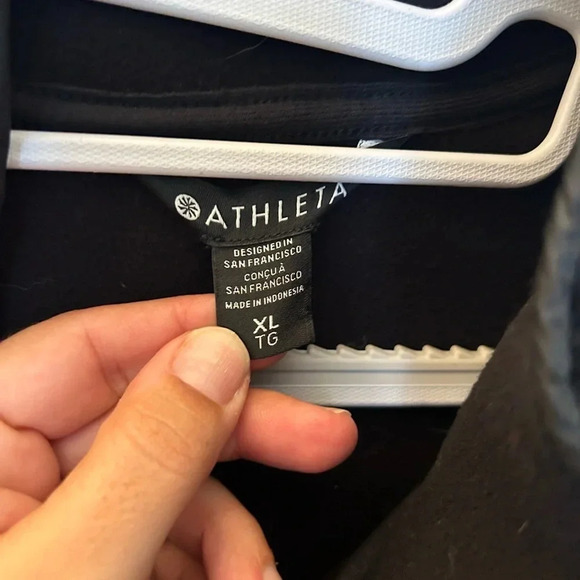 ATHLETA
DESIGNED IN
SAN FRANCISCO
CONÇU À
SAN FRANCISCO
MADE IN INDONESIA
XL
TG